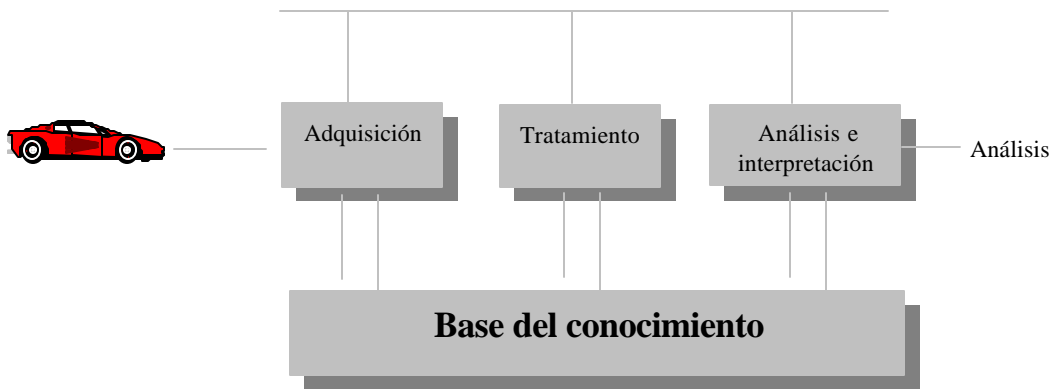 Adquisición
Tratamiento
Análisis e
interpretación
Análisis
Base del conocimiento